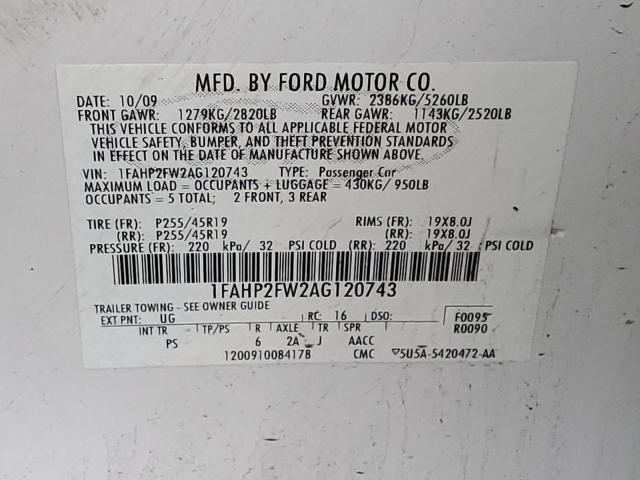 MFD. BY FORD MOTOR CO.
DATE: 10/09 GVWR: 2386KG/5260LB
FRONT GAWR: 1279KG/2820LB REAR GAWR: 1143KG/2520LB
THIS VEHICLE CONFORMS TO ALL APPLICABLE FEDERAL MOTOR
VEHICLE SAFETY, BUMPER, AND THEFT PREVENTION STANDARDS
IN EFFECT ON THE DATE OF MANUFACTURE SHOWN ABOVE.
VIN: 1FAHP2FW2AG120743 TYPE: Passenger Car
MAXIMUM LOAD = OCCUPANTS + LUGGAGE = 430KG/950LB
OCCUPANTS = 5 TOTAL; 2 FRONT, 3 REAR
TIRE (FR): P255/45R19 RIMS (FR): 19X8.0J
(RR): P255/45R19 (RR): 19X8.0J
PRESSURE (FR): 220 kPa/ 32 PSI COLD (RR): 220 kPa/ 32 PSI COLD
1FAHP2FW2AG120743
TRAILER TOWING - SEE OWNER GUIDE
EXT PNT: UG RC: 16 DSO: F0095
INT TR TP/PS R AXLE TR SPR R0090
PS 6 2A J AACC
1200910084178 CMC ▽5U5A-5420472-AA